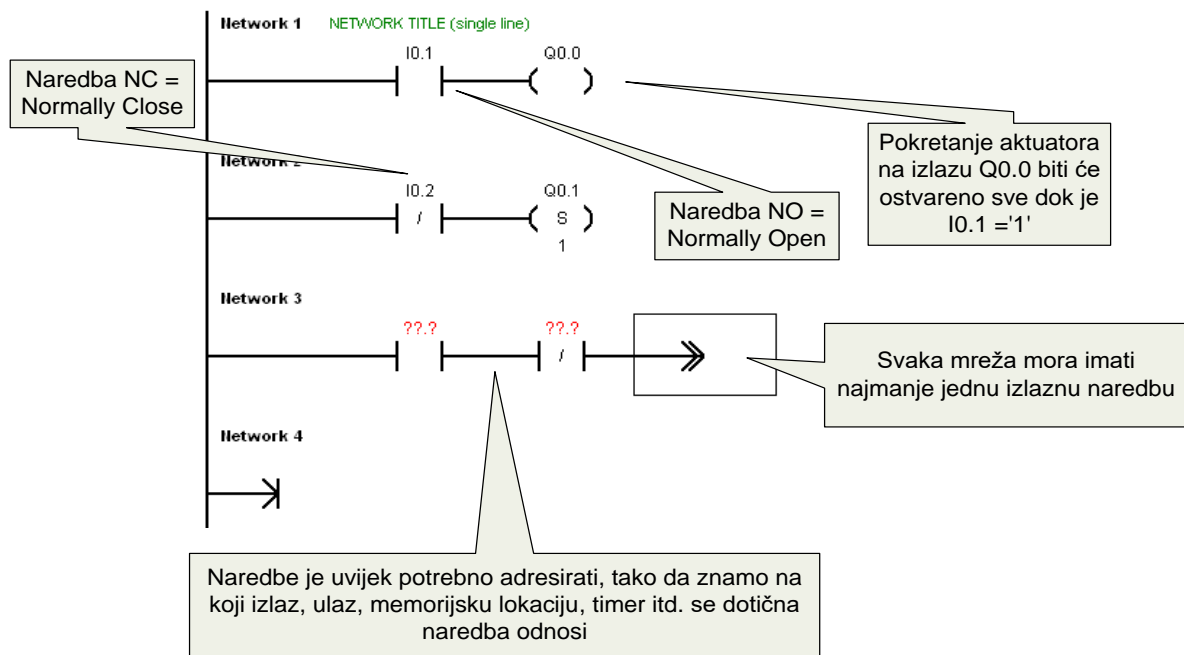 Network 1 NETWORK TITLE (single line)
I0.1 Q0.0
Naredba NC =
Normally Close
Pokretanje aktuatora
na izlazu Q0.0 biti će
ostvareno sve dok je
I0.1 ='1'
Network 2
I0.2 Q0.1
/ S
1
Naredba NO =
Normally Open
Network 3
??.? ??.?
/
Svaka mreža mora imati
najmanje jednu izlaznu naredbu
Network 4
Naredbe je uvijek potrebno adresirati, tako da znamo na
koji izlaz, ulaz, memorijsku lokaciju, timer itd. se dotična
naredba odnosi